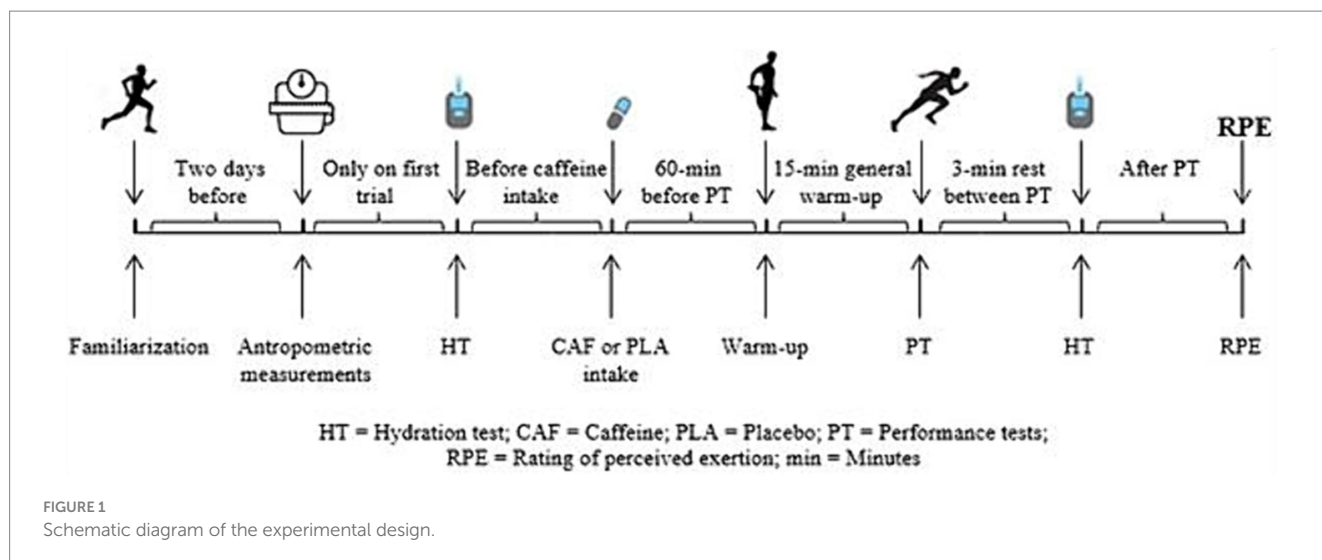 RPE
Two days
before
Only on first
trial
Before caffeine
intake
60-min
before PT
15-min general
warm-up
3-min rest
between PT
After PT
Familiarization
Antropometric
measurements
HT
CAF or PLA
intake
Warm-up
PT
HT
RPE
HT = Hydration test; CAF = Caffeine; PLA = Placebo; PT = Performance tests;
RPE = Rating of perceived exertion; min = Minutes
FIGURE 1
Schematic diagram of the experimental design.